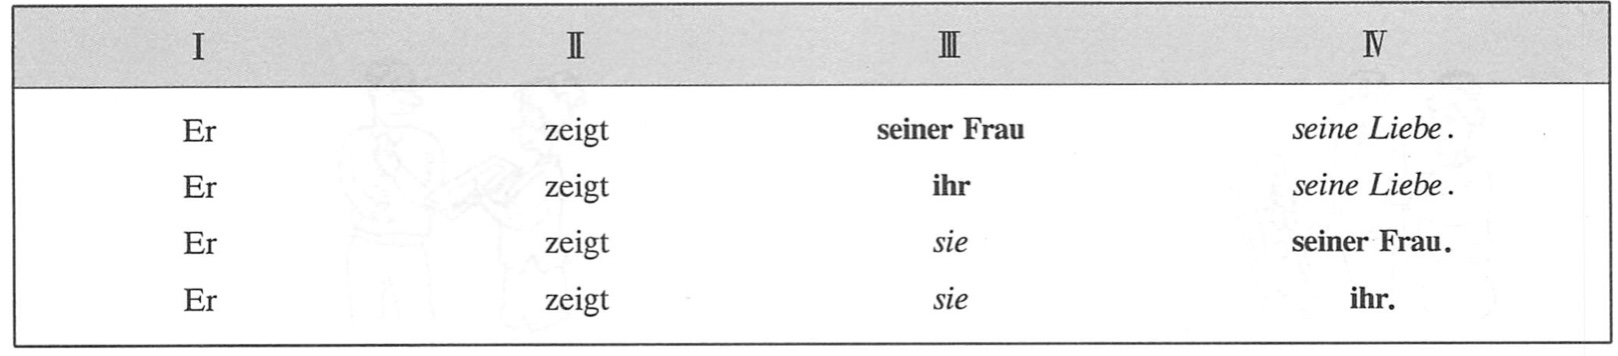 Ⅰ Ⅱ Ⅲ Ⅳ
Er zeigt seiner Frau seine Liebe.
Er zeigt ihr seine Liebe.
Er zeigt sie seiner Frau.
Er zeigt sie ihr.